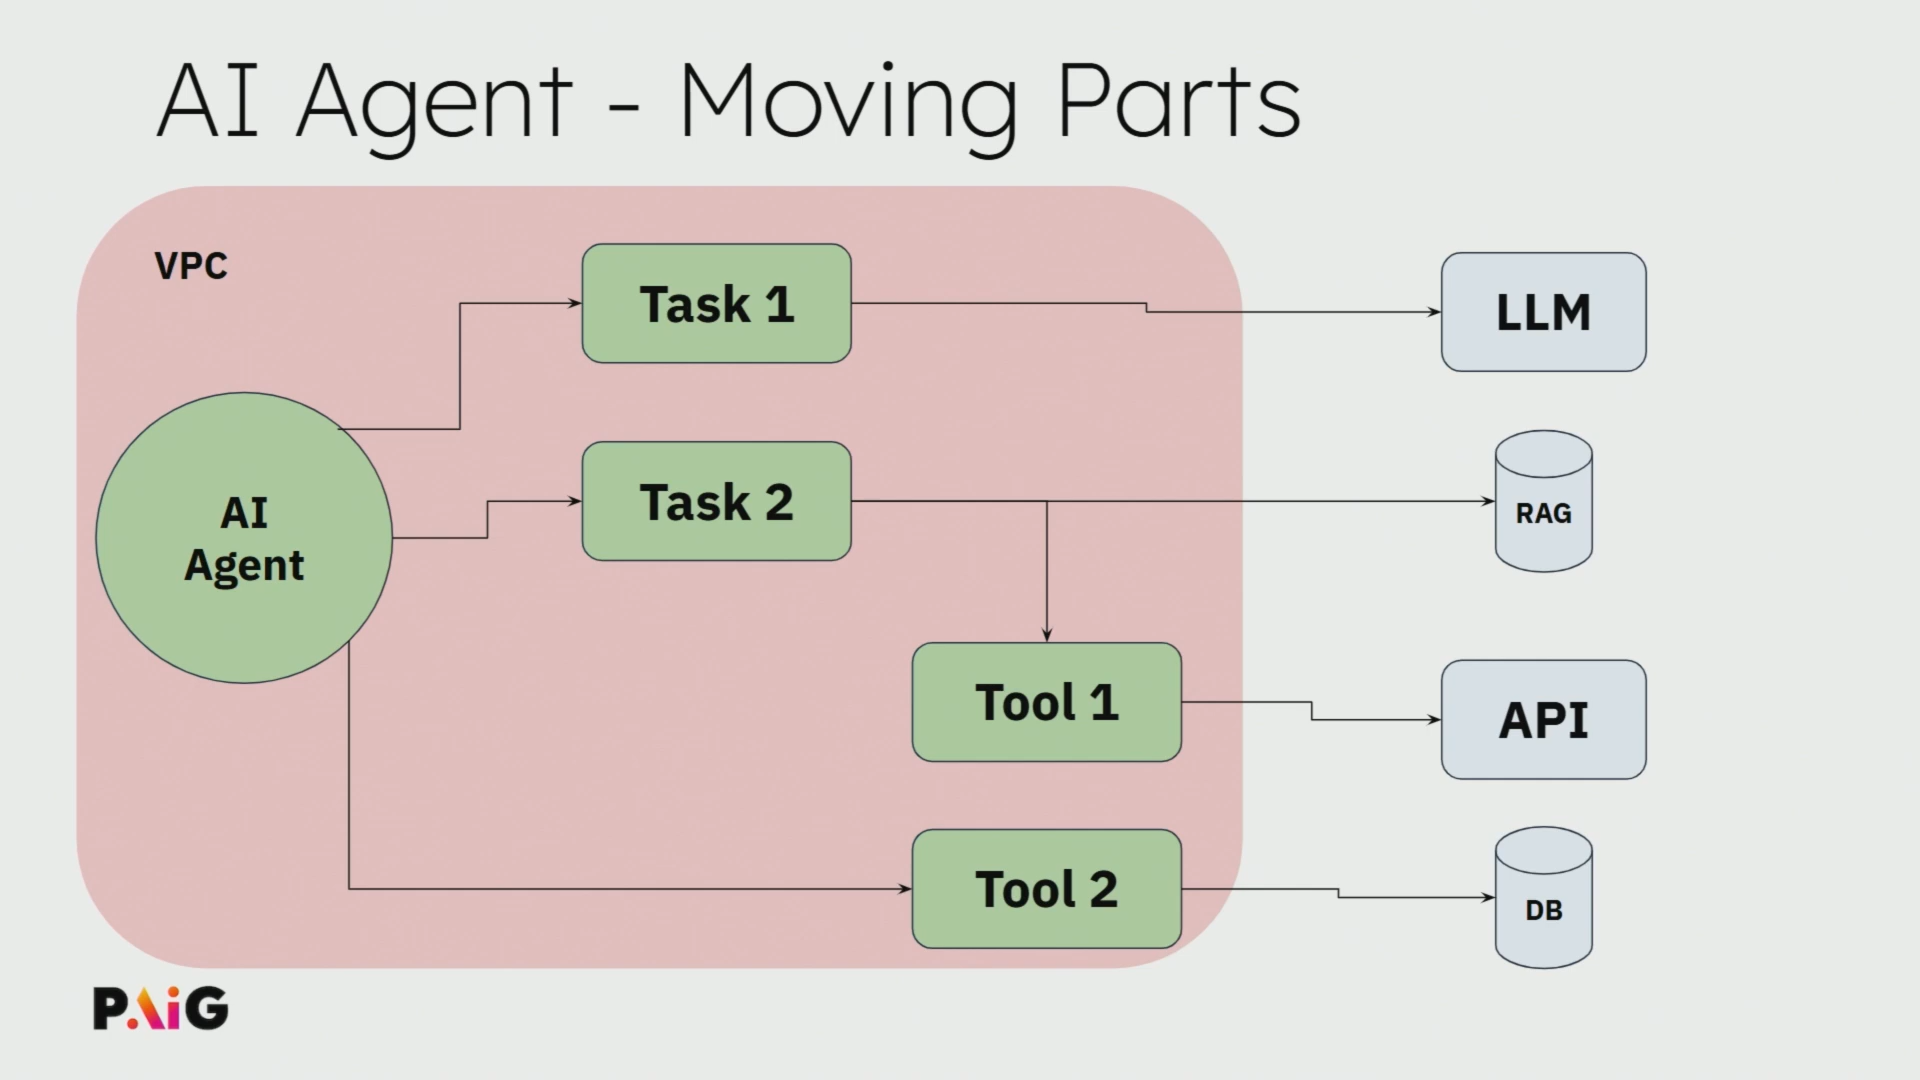 AI Agent - Moving Parts
VPC
Task 1
LLM
Task 2
RAG
AI
Agent
Tool 1
API
Tool 2
DB
PAiG